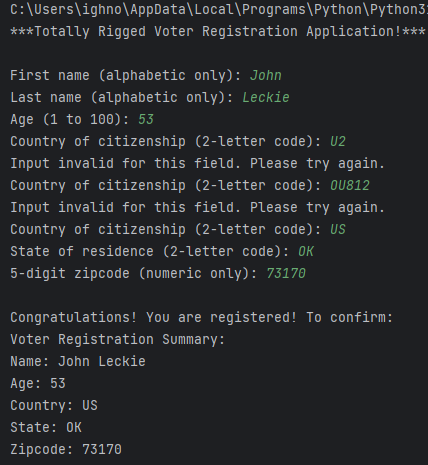 C:\Users\ighno\AppData\Local\Programs\Python\Python31
***Totally Rigged Voter Registration Application!***
First name (alphabetic only): John
Last name (alphabetic only): Leckie
Age (1 to 100): 53
Country of citizenship (2-letter code): U2
Input invalid for this field. Please try again.
Country of citizenship (2-letter code): OU812
Input invalid for this field. Please try again.
Country of citizenship (2-letter code): US
State of residence (2-letter code): OK
5-digit zipcode (numeric only): 73170
Congratulations! You are registered! To confirm:
Voter Registration Summary:
Name: John Leckie
Age: 53
Country: US
State: OK
Zipcode: 73170